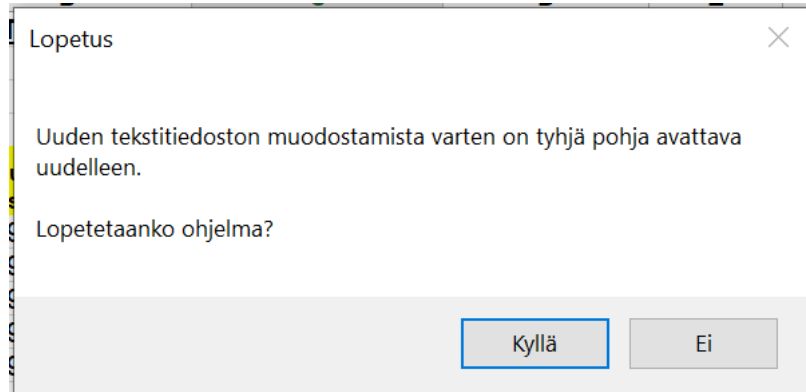 Lopetus
Uuden tekstitiedoston muodostamista varten on tyhjä pohja avattava
uudelleen.
Lopetetaanko ohjelma?
Kyllä Ei